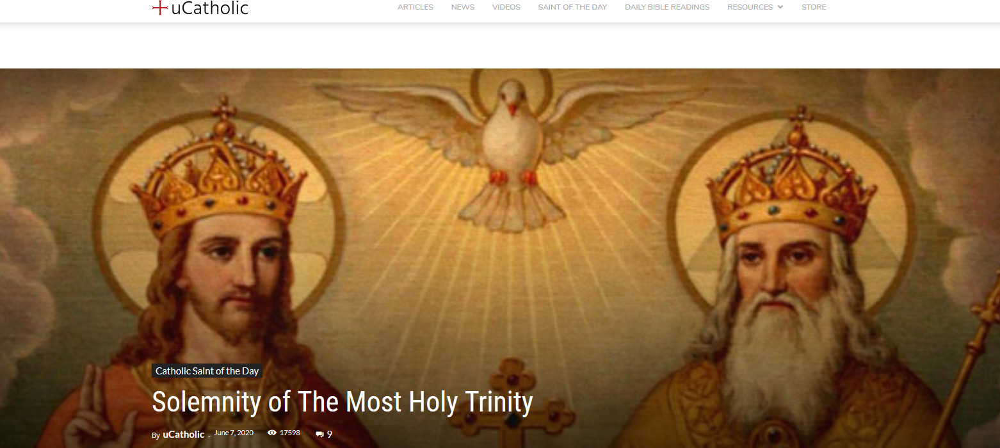 uCatholic
ARTICLES NEWS VIDEOS SAINT OF THE DAY DAILY BIBLE READINGS RESOURCES STORE
Catholic Saint of the Day
Solemnity of The Most Holy Trinity
By uCatholic - June 7, 2020 17598 9